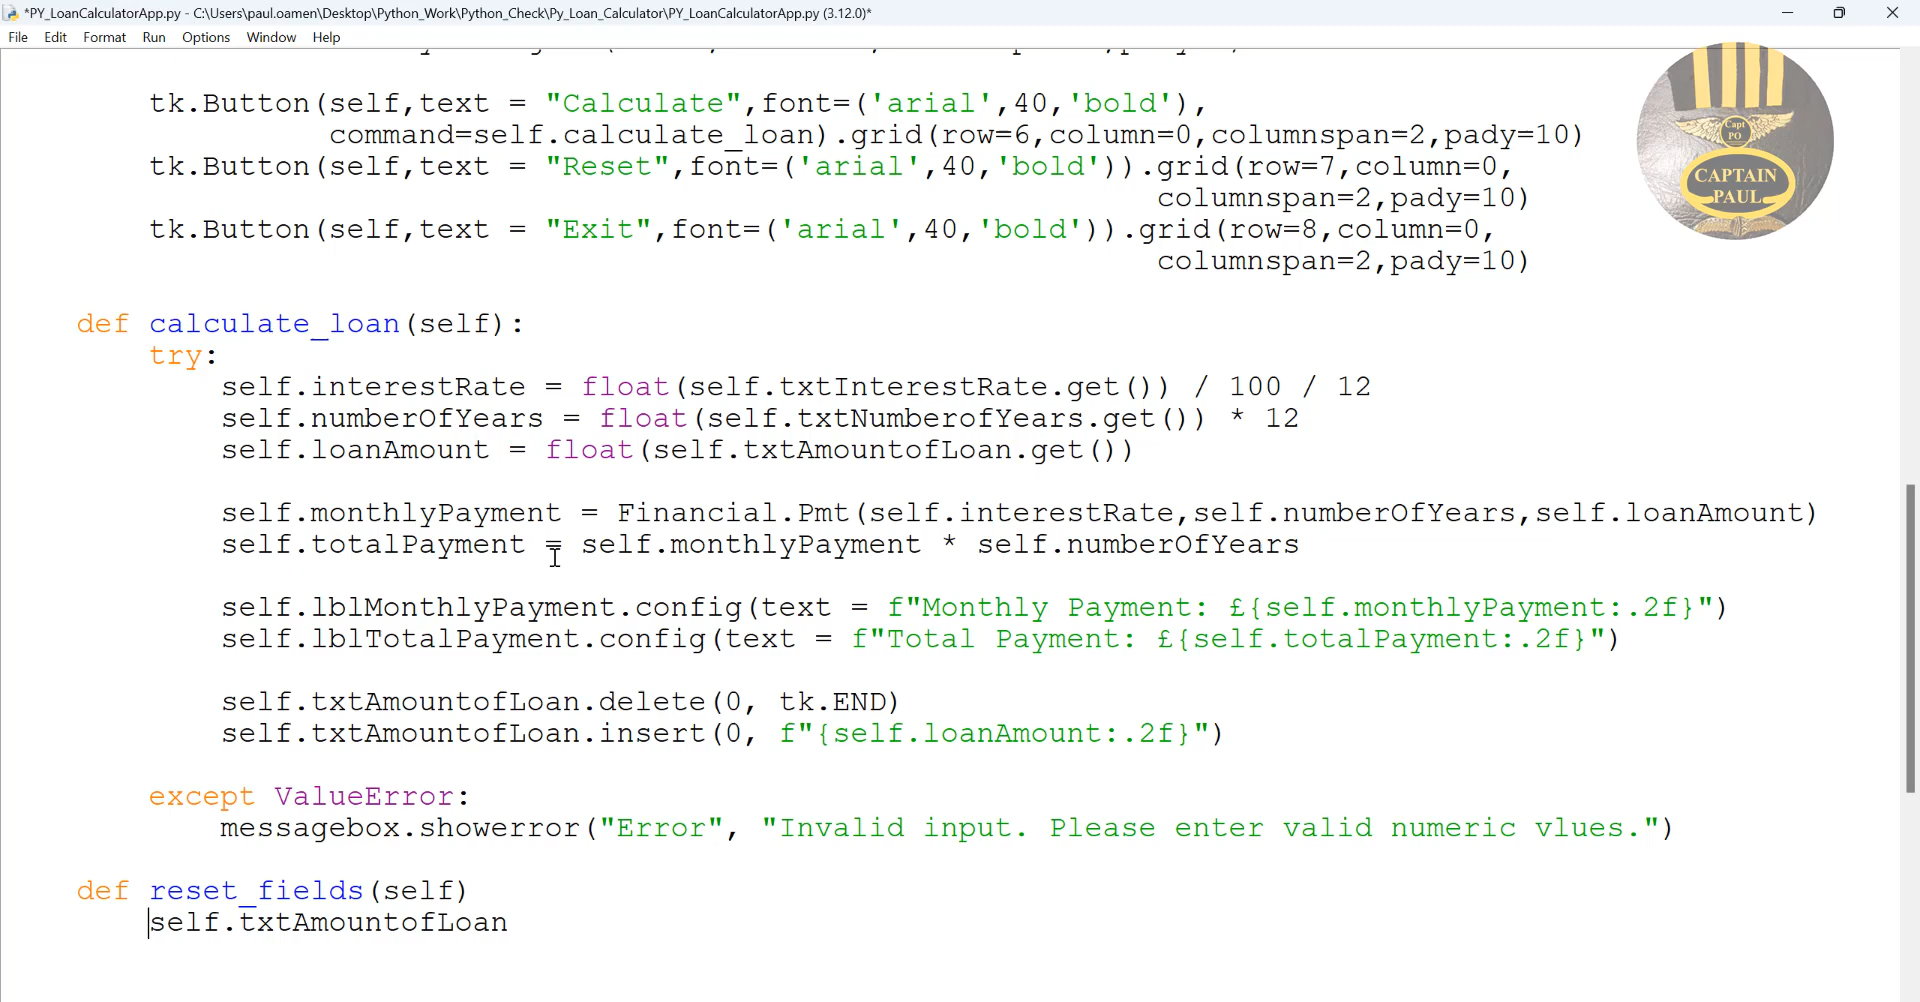 *PY_LoanCalculatorApp.py - C:\Users\paul.oamen\Desktop\Python_Work\Python_Check\Py_Loan_Calculator\PY_LoanCalculatorApp.py (3.12.0)*
File Edit Format Run Options Window Help
tk.Button(self,text = "Calculate",font=('arial',40,'bold'),
command=self.calculate_loan).grid(row=6,column=0,columnspan=2,pady=10)
tk.Button(self,text = "Reset",font=('arial',40,'bold')).grid(row=7,column=0,
columnspan=2,pady=10)
tk.Button(self,text = "Exit",font=('arial',40,'bold')).grid(row=8,column=0,
columnspan=2,pady=10)
Capt
PO
CAPTAIN
PAUL
def calculate_loan(self):
try:
self.interestRate = float(self.txtInterestRate.get()) / 100 / 12
self.numberOfYears = float(self.txtNumberofYears.get()) * 12
self.loanAmount = float(self.txtAmountofLoan.get())
self.monthlyPayment = Financial.Pmt(self.interestRate,self.numberOfYears,self.loanAmount)
self.totalPayment = self.monthlyPayment * self.numberOfYears
self.lblMonthlyPayment.config(text = f"Monthly Payment: £{self.monthlyPayment:.2f}")
self.lblTotalPayment.config(text = f"Total Payment: £{self.totalPayment:.2f}")
self.txtAmountofLoan.delete(0, tk.END)
self.txtAmountofLoan.insert(0, f"{self.loanAmount:.2f}")
except ValueError:
messagebox.showerror("Error", "Invalid input. Please enter valid numeric vlues.")
def reset_fields(self)
self.txtAmountofLoan